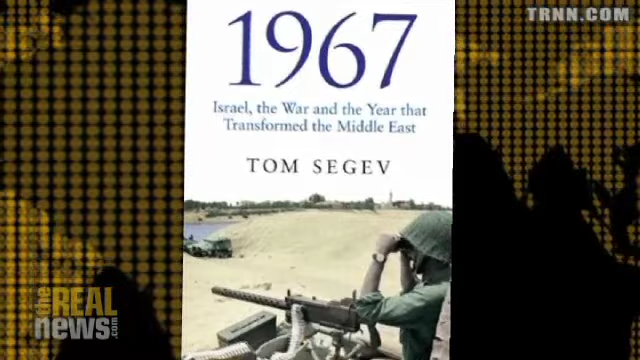 TRNN.COM
1967
Israel, the War and the Year that
Transformed the Middle East
TOM SEGEV
the REAL
news.com